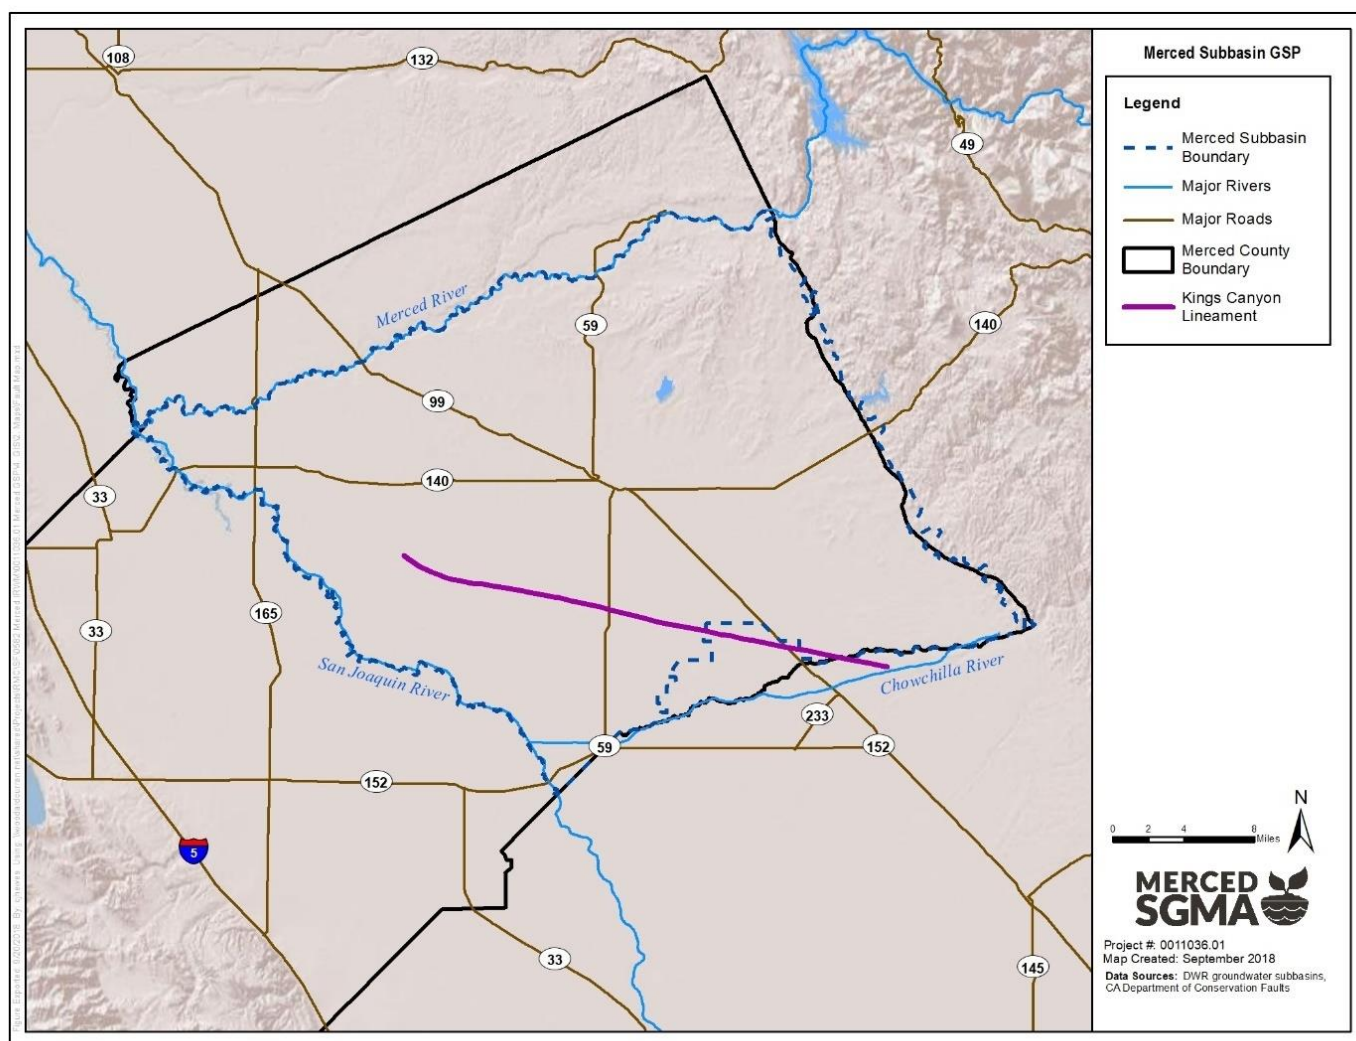 Merced Subbasin GSP
Legend
Merced Subbasin
Boundary
Major Rivers
Major Roads
Merced County
Boundary
Kings Canyon
Lineament
108
132
49
Merced River
59
140
99
140
33
165
33
San Joaquin River
Chowchilla River
233
59
152
152
5
33
145
N
0 2 4 8
Miles
MERCED
SGMA
Project #: 0011036.01
Map Created: September 2018
Data Sources: DWR groundwater subbasins,
CA Department of Conservation Faults